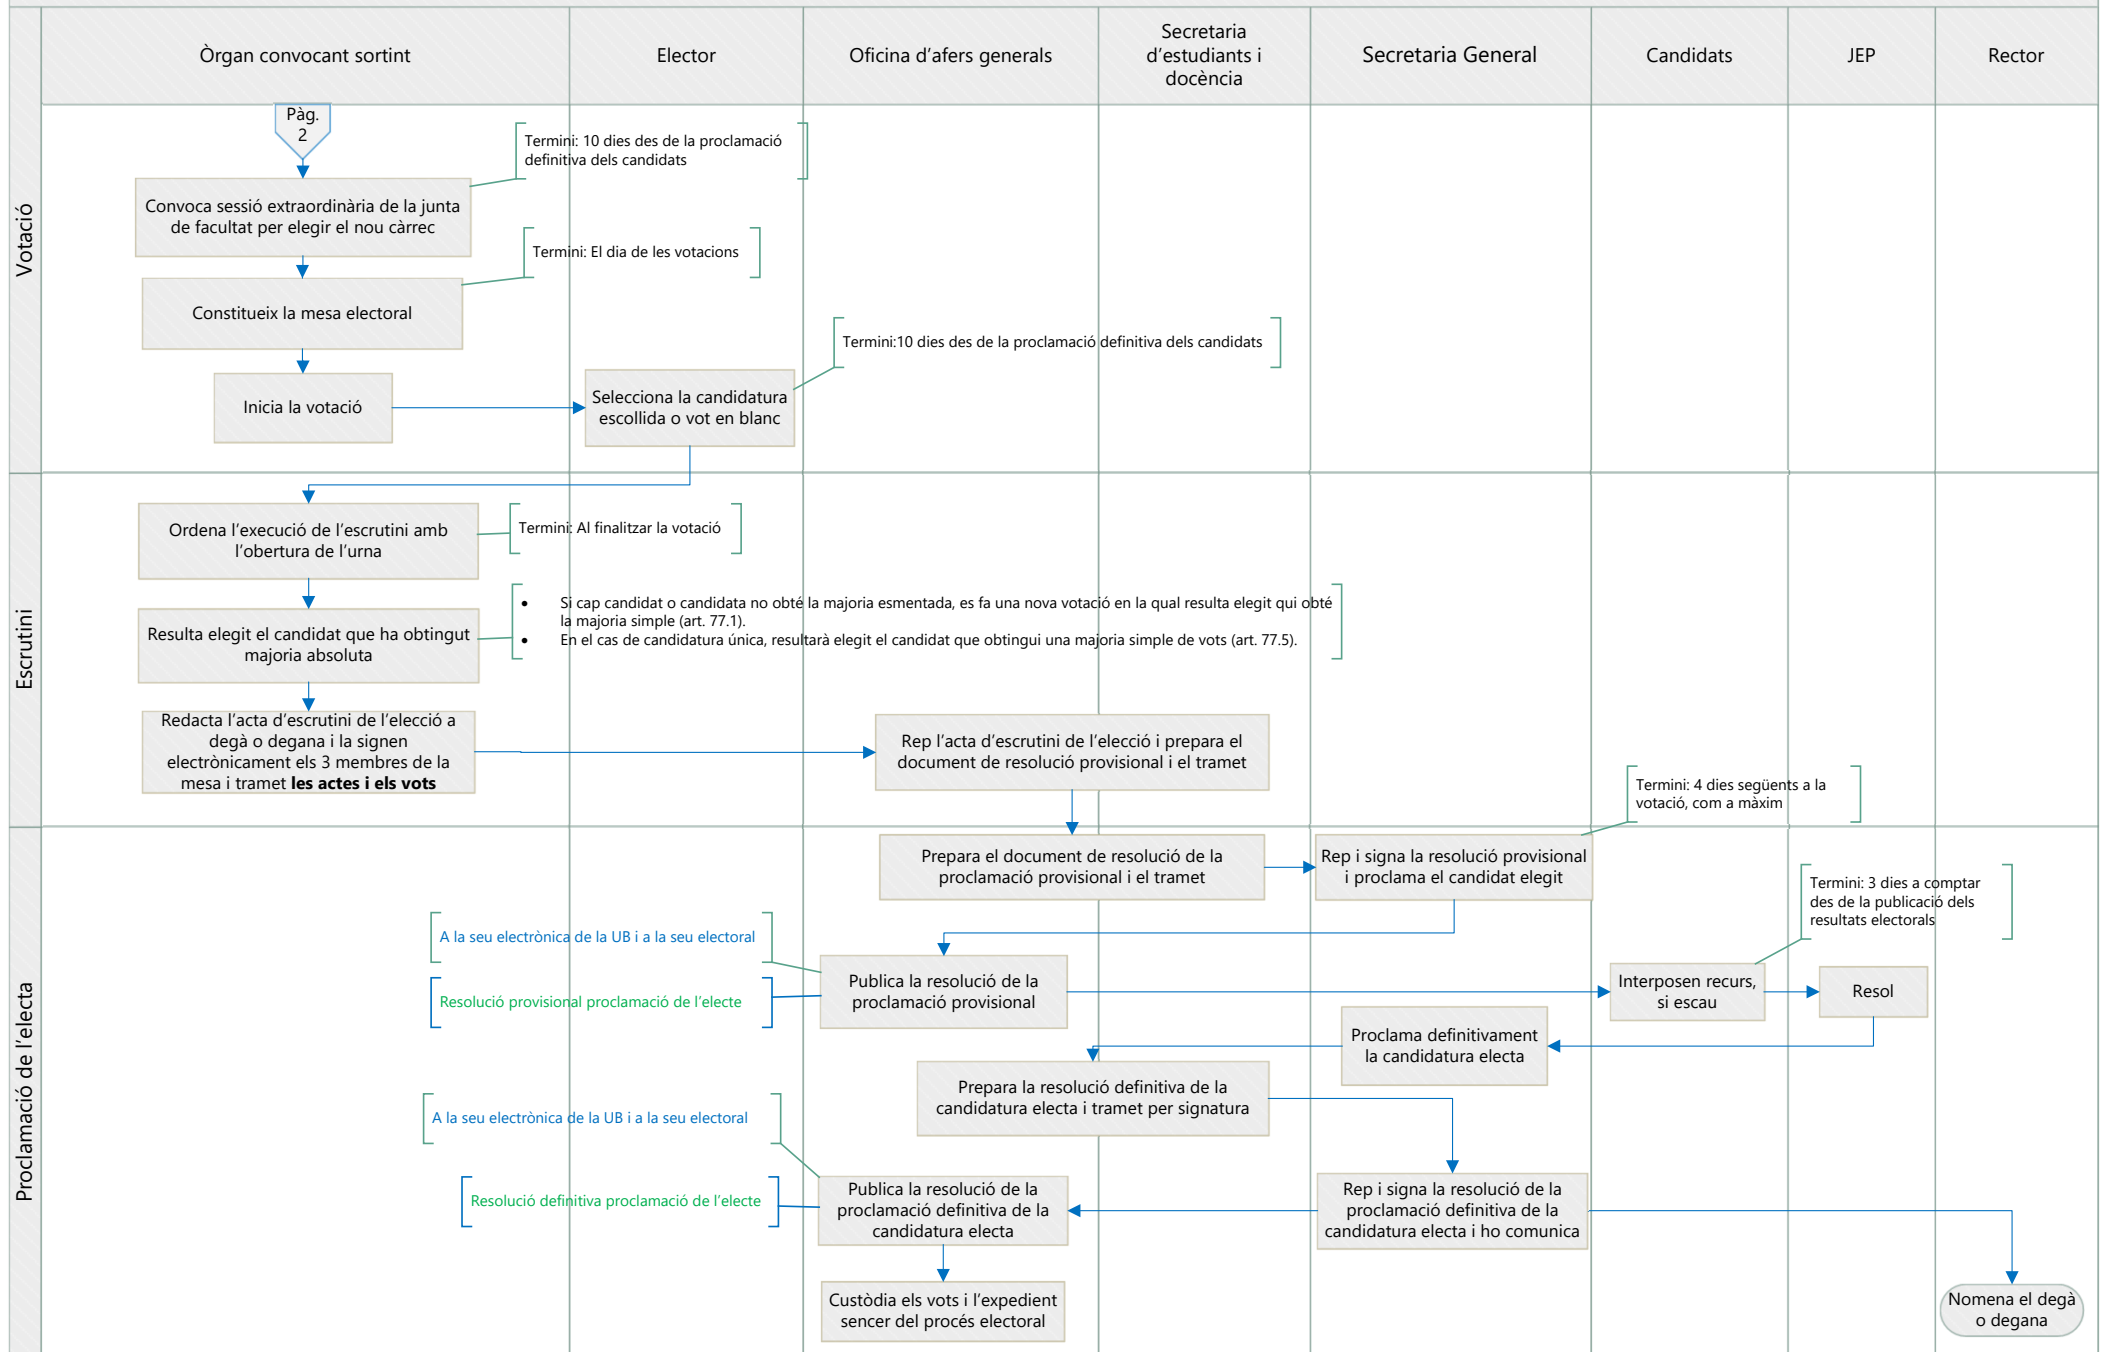 Òrgan convocant sortint
Elector
Oficina d'afers generals
Secretaria
d'estudiants i
docència
Secretaria General
Candidats
JEP
Rector
Votació
Pàg.
2
Termini: 10 dies des de la proclamació
definitiva dels candidats
Convoca sessió extraordinària de la junta
de facultat per elegir el nou càrrec
Termini: El dia de les votacions
Constitueix la mesa electoral
Termini:10 dies des de la proclamació definitiva dels candidats
Inicia la votació
Selecciona la candidatura
escollida o vot en blanc
Escrutini
Ordena l'execució de l'escrutini amb
l'obertura de l'urna
Termini: Al finalitzar la votació
Resulta elegit el candidat que ha obtingut
majoria absoluta
• Si cap candidat o candidata no obté la majoria esmentada, es fa una nova votació en la qual resulta elegit qui obté
la majoria simple (art. 77.1).
• En el cas de candidatura única, resultarà elegit el candidat que obtingui una majoria simple de vots (art. 77.5).
Redacta l'acta d'escrutini de l'elecció a
degà o degana i la signen
electrònicament els 3 membres de la
mesa i tramet les actes i els vots
Rep l'acta d'escrutini de l'elecció i prepara el
document de resolució provisional i el tramet
Termini: 4 dies següents a la
votació, com a màxim
Proclamació de l'electa
Prepara el document de resolució de la
proclamació provisional i el tramet
Rep i signa la resolució provisional
i proclama el candidat elegit
Termini: 3 dies a comptar
des de la publicació dels
resultats electorals
A la seu electrònica de la UB i a la seu electoral
Resolució provisional proclamació de l'electe
Publica la resolució de la
proclamació provisional
Interposen recurs,
si escau
Resol
Proclama definitivament
la candidatura electa
Prepara la resolució definitiva de la
candidatura electa i tramet per signatura
A la seu electrònica de la UB i a la seu electoral
Resolució definitiva proclamació de l'electe
Publica la resolució de la
proclamació definitiva de la
candidatura electa
Rep i signa la resolució de la
proclamació definitiva de la
candidatura electa i ho comunica
Custòdia els vots i l'expedient
sencer del procés electoral
Nomena el degà
o degana